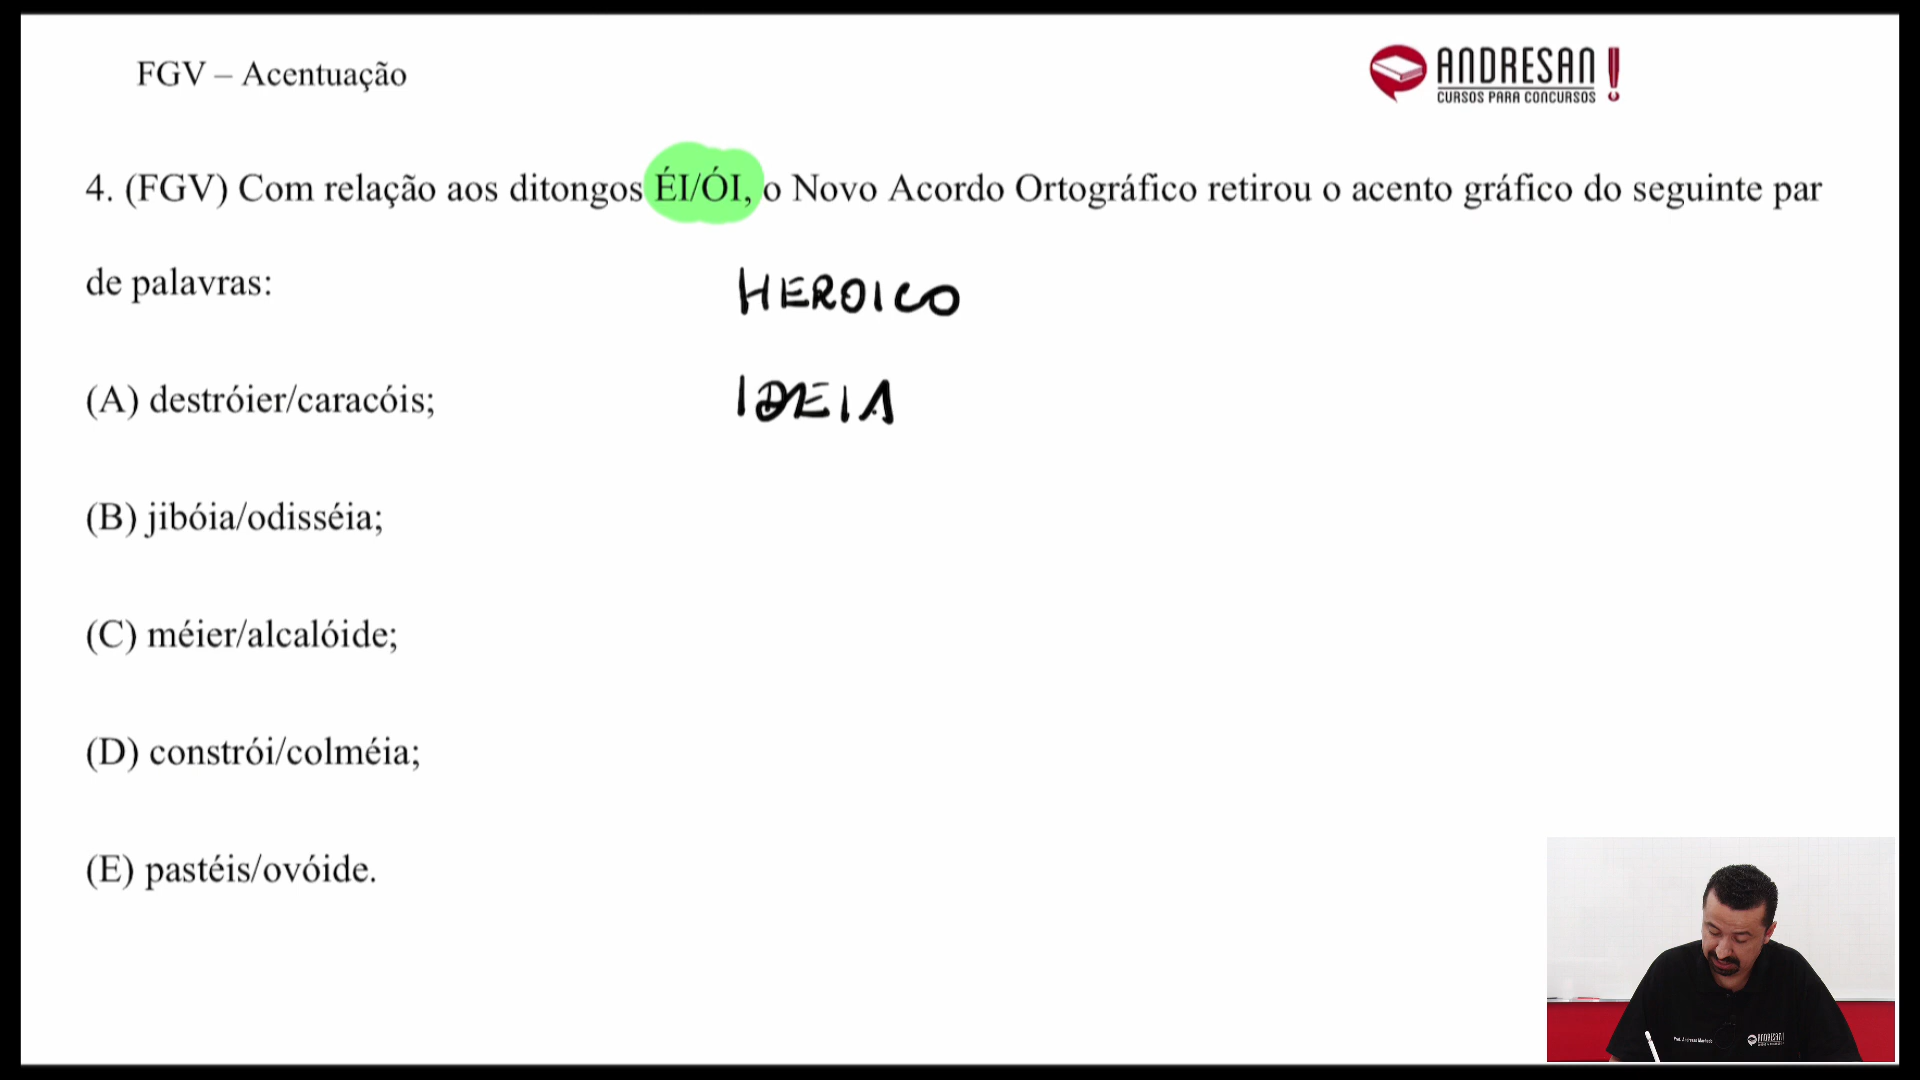 FGV – Acentuação
ANDRESAN!
CURSOS PARA CONCURSOS
4. (FGV) Com relação aos ditongos ÉI/ÓI, o Novo Acordo Ortográfico retirou o acento gráfico do seguinte par
de palavras:
HEROICO
(A) destróier/caracóis;
IDEIA
(B) jibóia/odisséia;
(C) méier/alcalóide;
(D) constrói/colméia;
(E) pastéis/ovóide.
ANDRESAN!